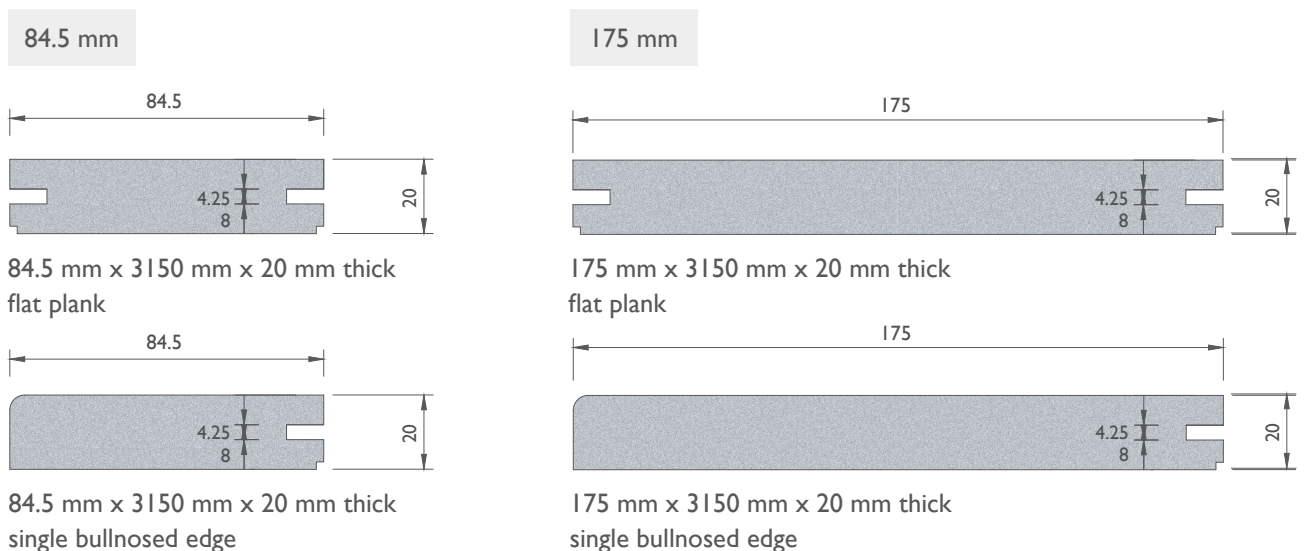 84.5 mm
175 mm
84.5
4.25
8
20
84.5 mm x 3150 mm x 20 mm thick
flat plank
175
4.25
8
20
175 mm x 3150 mm x 20 mm thick
flat plank
84.5
4.25
8
20
84.5 mm x 3150 mm x 20 mm thick
single bullnosed edge
175
4.25
8
20
175 mm x 3150 mm x 20 mm thick
single bullnosed edge